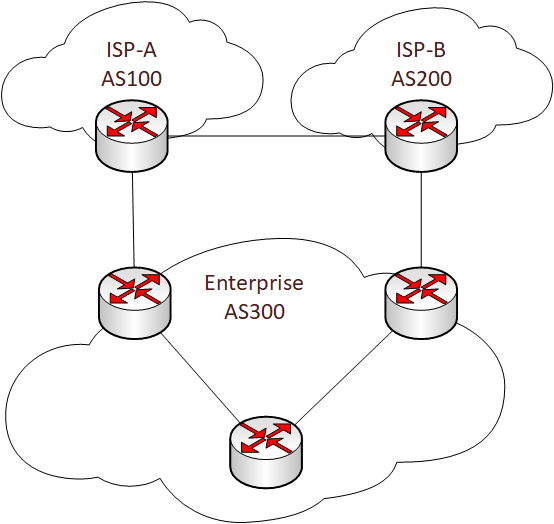 ISP-A
AS100
ISP-B
AS200
Enterprise
AS300